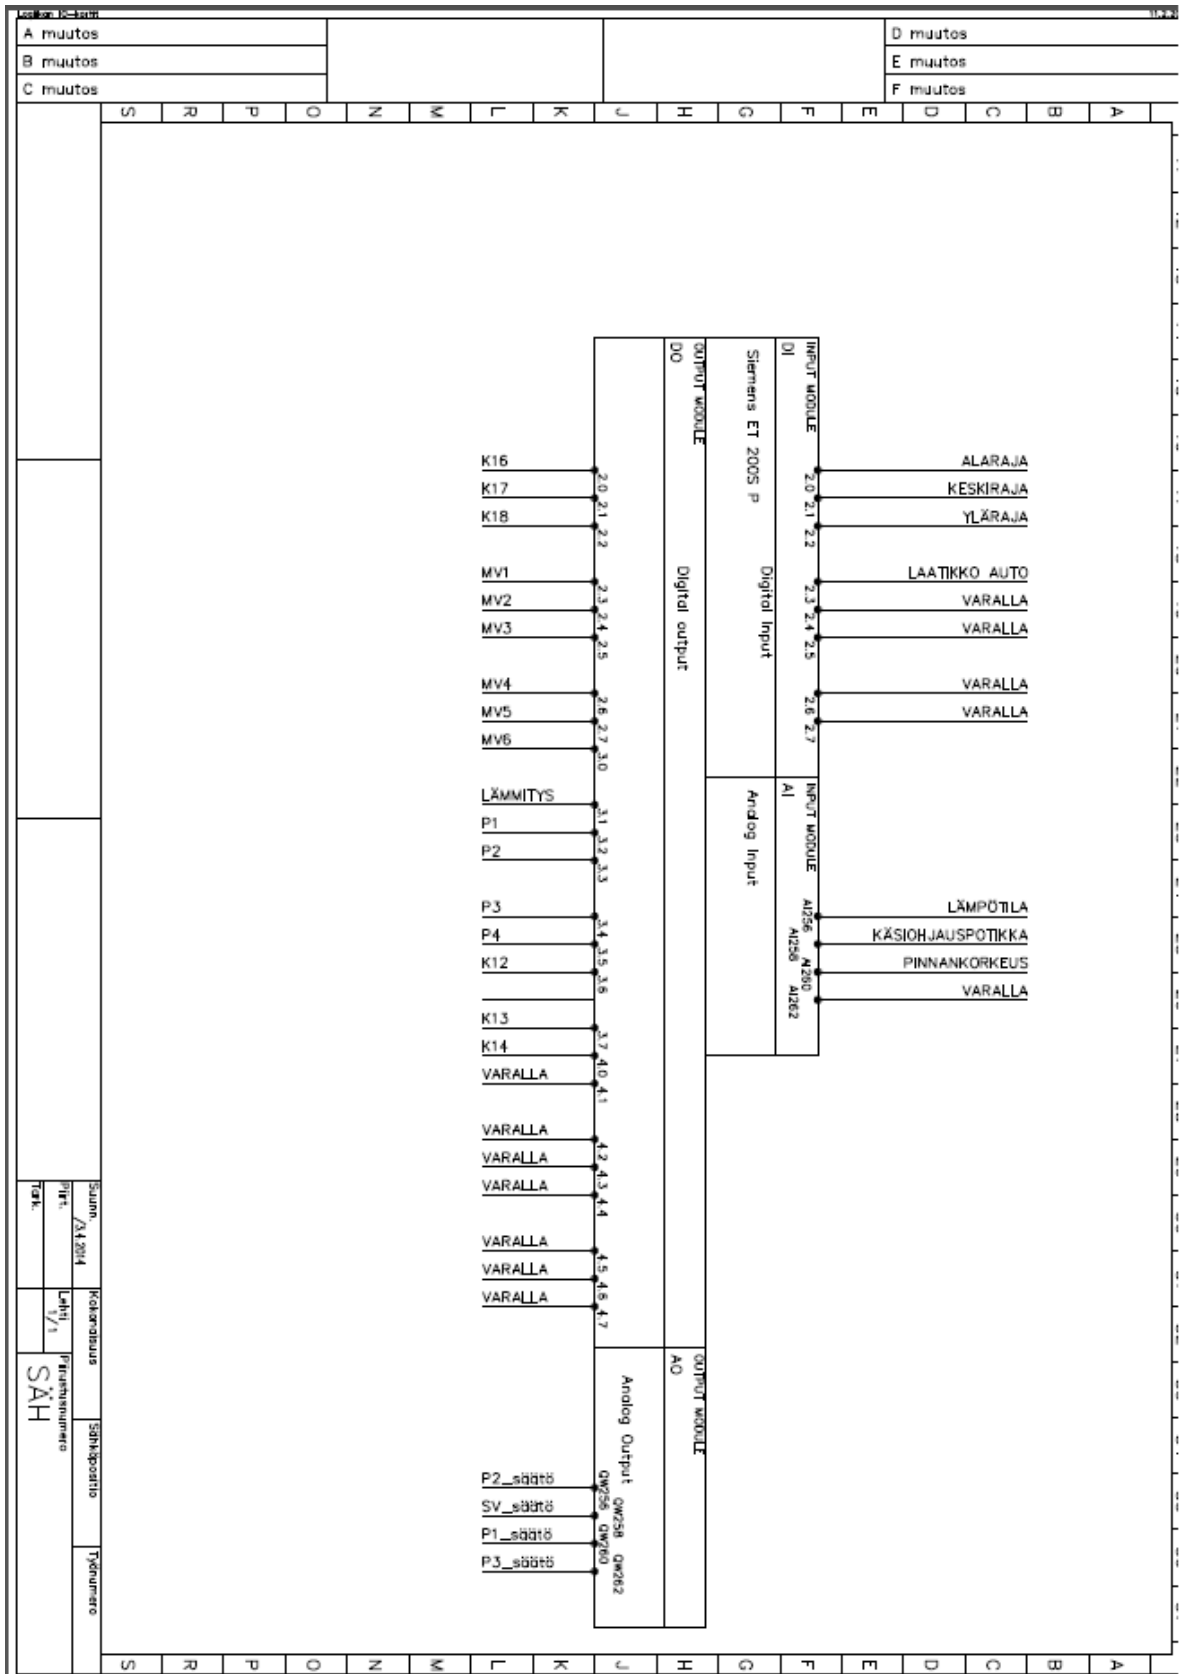 Logiikan IO-kortti
A muutos
B muutos
C muutos
D muutos
E muutos
F muutos
S R P O N M L K J H G F E D C B A
INPUT MODULE
DI
Siemens ET 200S P
Digital Input
2.0 2.1 2.2
2.3 2.4 2.5
2.6 2.7
ALARAJA
KESKIRAJA
YLÄRAJA
LAATIKKO AUTO
VARALLA
VARALLA
VARALLA
VARALLA
INPUT MODULE
AI
Analog Input
AI256 AI258 AI260 AI262
LÄMPÖTILA
KÄSIOHJAUSPOTIKKA
PINNANKORKEUS
VARALLA
OUTPUT MODULE
DO
Digital output
K16
K17
K18
2.0 2.1 2.2
MV1
MV2
MV3
2.3 2.4 2.5
MV4
MV5
MV6
2.6 2.7 3.0
LÄMMITYS
P1
P2
3.1 3.2 3.3
P3
P4
K12
3.4 3.5 3.6
K13
K14
VARALLA
3.7 4.0 4.1
VARALLA
VARALLA
VARALLA
4.2 4.3 4.4
VARALLA
VARALLA
VARALLA
4.5 4.6 4.7
OUTPUT MODULE
AO
Analog Output
QW256 QW258 QW260 QW262
P2_säätö
SV_säätö
P1_säätö
P3_säätö
Suunn.
/3.4.2014
Piirt.
Tark.
Kokonaisuus
Lehti
1/1
Piirustusnumero
SÄH
Sähköpositio
Työnumero
S R P O N M L K J H G F E D C B A